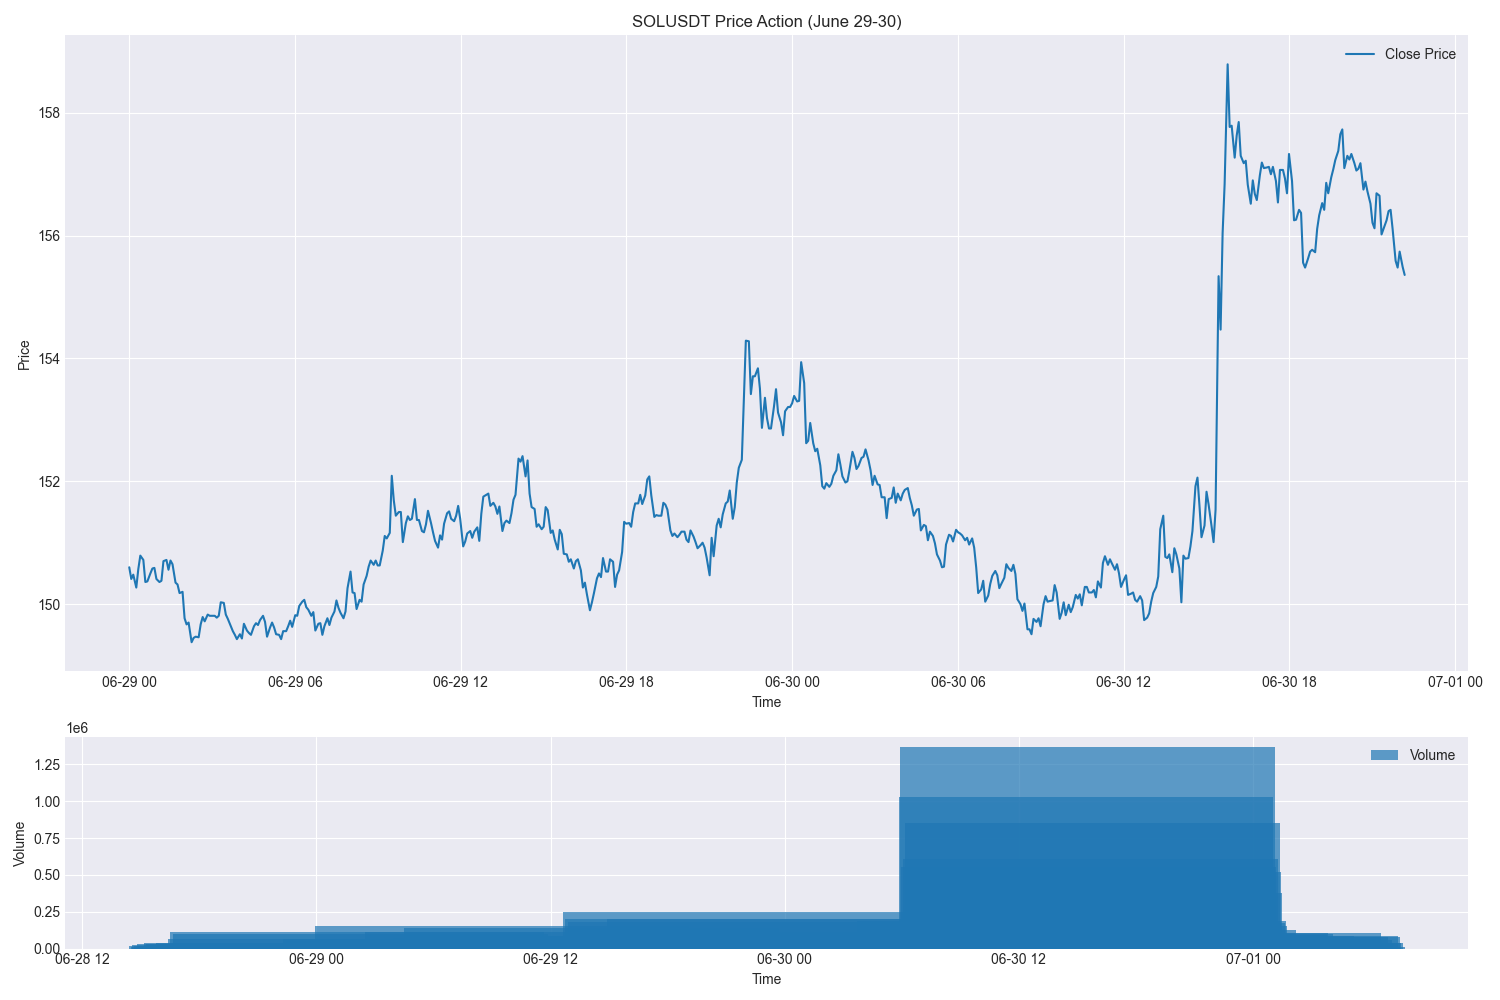 SOLUSDT Price Action (June 29-30)
Close Price
158
156
154
152
150
Price
06-29 00 06-29 06 06-29 12 06-29 18 06-30 00 06-30 06 06-30 12 06-30 18 07-01 00
Time
1e6
Volume
1.25
1.00
0.75
0.50
0.25
0.00
Volume
06-28 12 06-29 00 06-29 12 06-30 00 06-30 12 07-01 00
Time